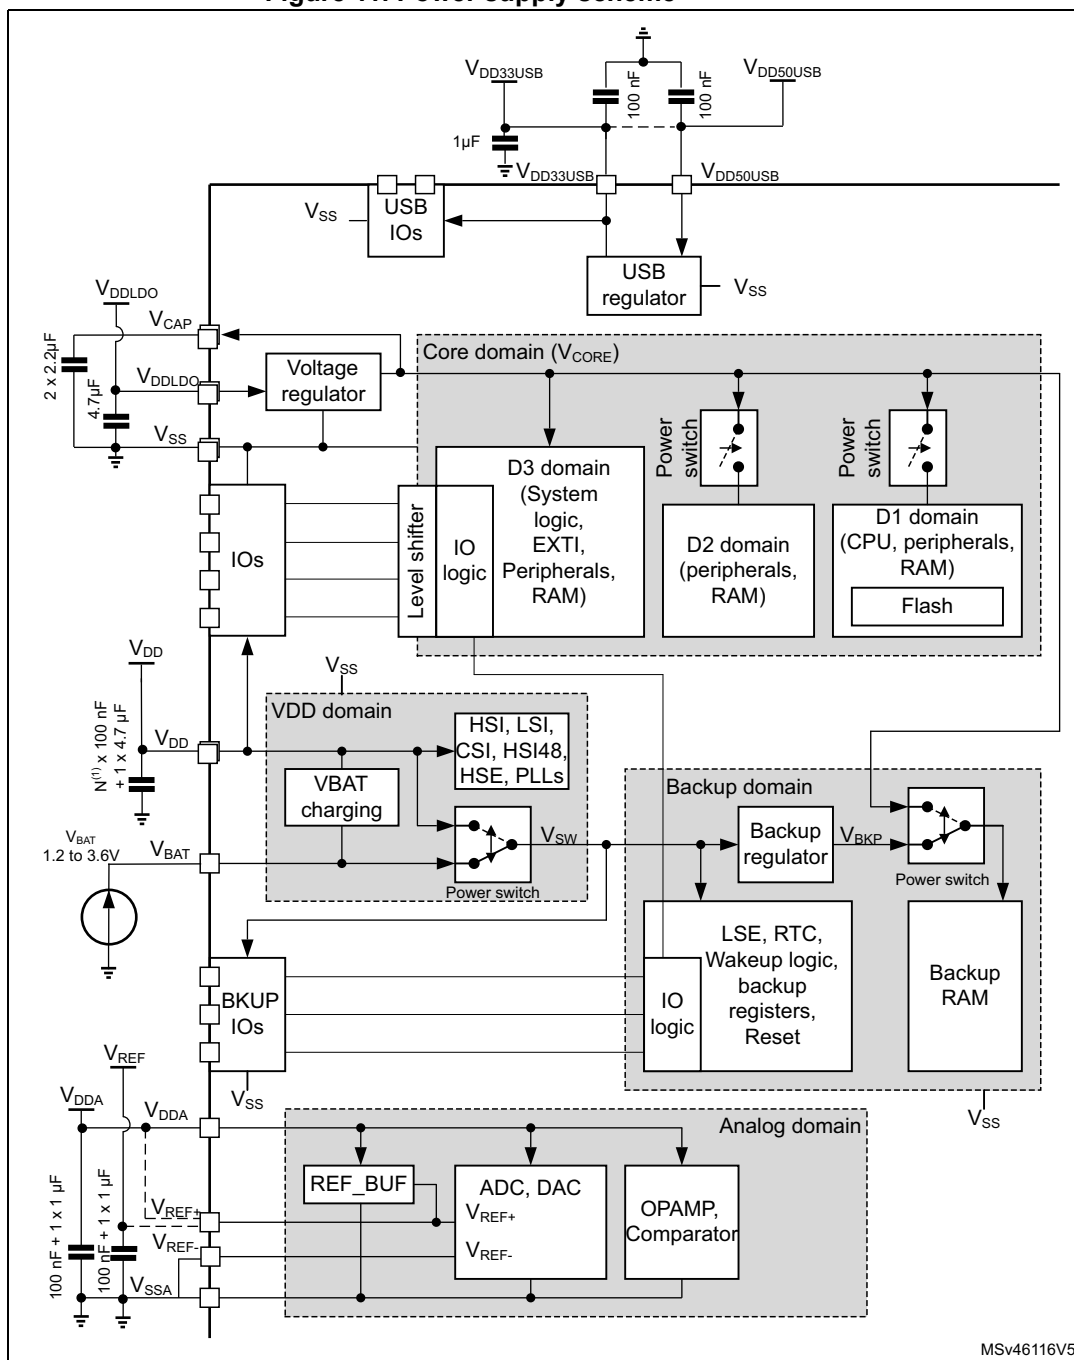 VDD33USB
100 nF
100 nF
VDD50USB
1µF
VDD33USB
VDD50USB
VSS
USB
IOs
USB
regulator
VSS
VDDLDO
VCAP
2 x 2.2µF
VDDLDO
4.7µF
VSS
Voltage
regulator
Core domain (VCORE)
Power
switch
Power
switch
D3 domain
(System
logic,
EXTI,
Peripherals,
RAM)
D2 domain
(peripherals,
RAM)
D1 domain
(CPU, peripherals,
RAM)
Flash
IOs
Level shifter
IO
logic
VDD
VDD
N(1) x 100 nF
+ 1 x 4.7 µF
VSS
VDD domain
HSI, LSI,
CSI, HSI48,
HSE, PLLs
VBAT
charging
VBAT
1.2 to 3.6V
VBAT
VSW
Power switch
Backup domain
Backup
regulator
VBKP
Power switch
LSE, RTC,
Wakeup logic,
backup
registers,
Reset
IO
logic
Backup
RAM
VSS
BKUP
IOs
VSS
VREF
VDDA
VDDA
100 nF + 1 x 1 µF
100 nF + 1 x 1 µF
VREF+
VREF-
VSSA
Analog domain
REF_BUF
ADC, DAC
VREF+
VREF-
OPAMP,
Comparator
MSv46116V5